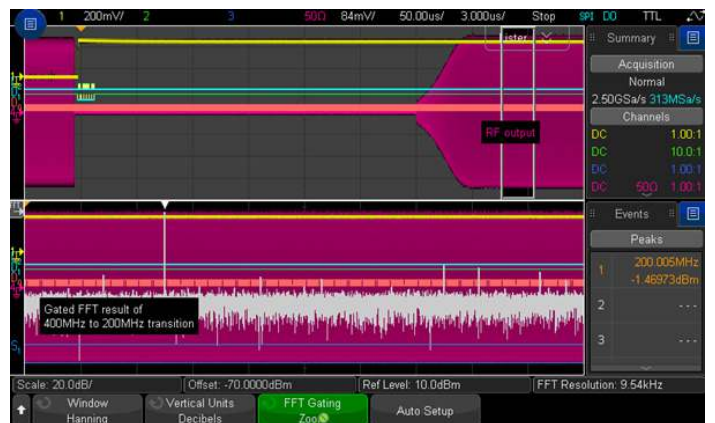 1 200mV/ 2 3 50Ω 84mV/ 50.00us/ 3.000us/ Stop SPI D0 TTL
Lister
Summary
Acquisition
Normal
2.50GSa/s 313MSa/s
Channels
DC 1.00:1
DC 10.0:1
DC 1.00:1
DC 50Ω 1.00:1
RF output
Events
Peaks
1 200.005MHz
-1.46973dBm
2 ---
3 ---
Gated FFT result of
400MHz to 200MHz transition
S1
Scale: 20.0dB/ Offset: -70.0000dBm Ref Level: 10.0dBm FFT Resolution: 9.54kHz
Window
Hanning
Vertical Units
Decibels
FFT Gating
Zoom
Auto Setup